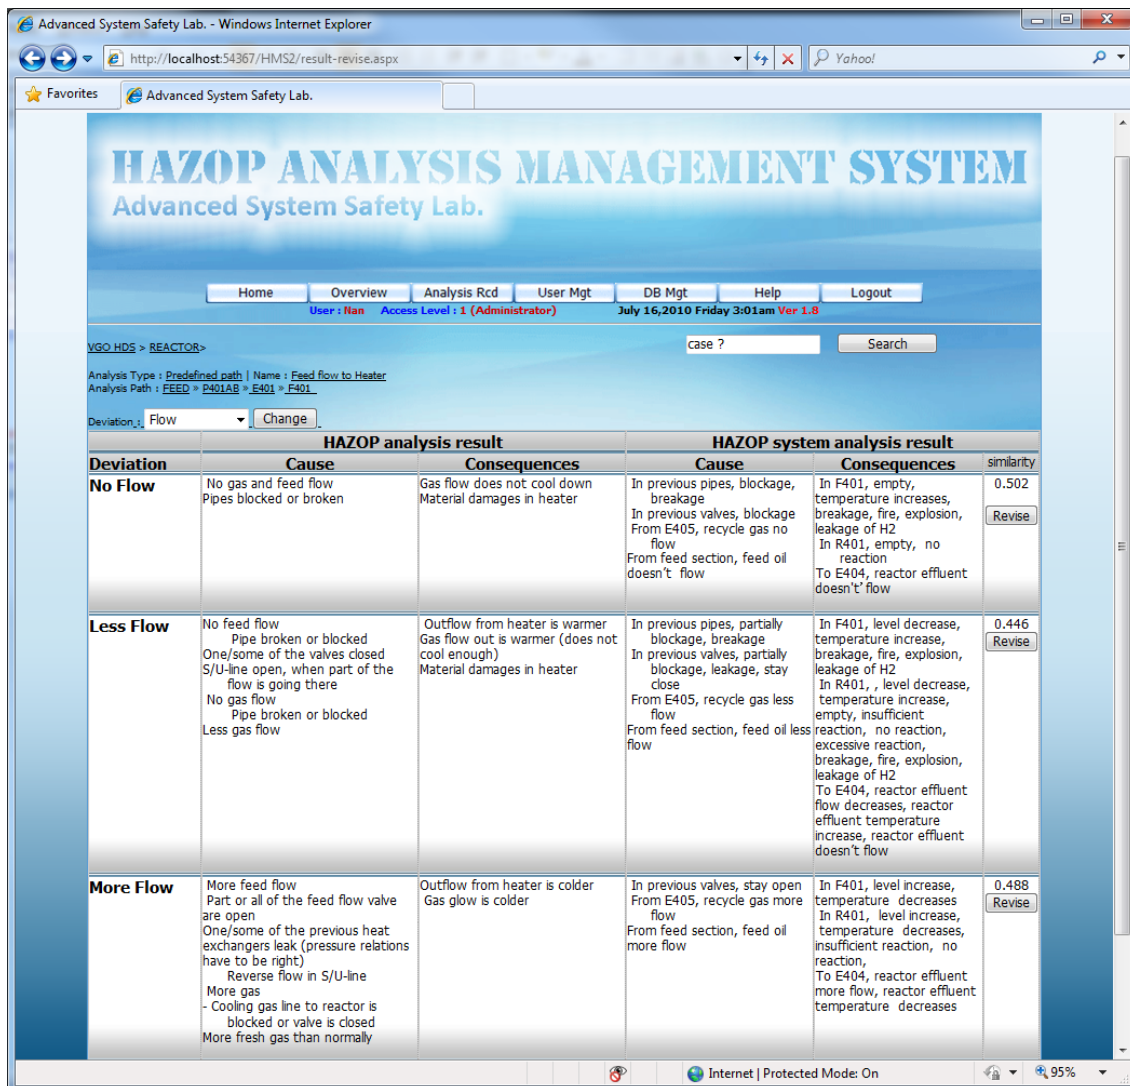 Advanced System Safety Lab. - Windows Internet Explorer
http://localhost:54367/HMS2/result-revise.aspx
Yahoo!
Favorites
Advanced System Safety Lab.
HAZOP ANALYSIS MANAGEMENT SYSTEM
Advanced System Safety Lab.
Home Overview Analysis Rcd User Mgt DB Mgt Help Logout
User : Nan Access Level : 1 (Administrator) July 16,2010 Friday 3:01am Ver 1.8
VGO HDS > REACTOR>
case ? Search
Analysis Type : Predefined path | Name : Feed flow to Heater
Analysis Path : FEED » P401AB » E401 » F401
Deviation : Flow Change
HAZOP analysis result HAZOP system analysis result
Deviation Cause Consequences Cause Consequences similarity
No Flow
No gas and feed flow
Pipes blocked or broken
Gas flow does not cool down
Material damages in heater
In previous pipes, blockage,
breakage
In previous valves, blockage
From E405, recycle gas no
flow
From feed section, feed oil
doesn't flow
In F401, empty,
temperature increases,
breakage, fire, explosion,
leakage of H2
In R401, empty, no
reaction
To E404, reactor effluent
doesn't' flow
0.502
Revise
Less Flow
No feed flow
Pipe broken or blocked
One/some of the valves closed
S/U-line open, when part of the
flow is going there
No gas flow
Pipe broken or blocked
Less gas flow
Outflow from heater is warmer
Gas flow out is warmer (does not
cool enough)
Material damages in heater
In previous pipes, partially
blockage, breakage
In previous valves, partially
blockage, leakage, stay
close
From E405, recycle gas less
flow
From feed section, feed oil less
flow
In F401, level decrease,
temperature increase,
breakage, fire, explosion,
leakage of H2
In R401, , level decrease,
temperature increase,
empty, insufficient
reaction, no reaction,
excessive reaction,
breakage, fire, explosion,
leakage of H2
To E404, reactor effluent
flow decreases, reactor
effluent temperature
increase, reactor effluent
doesn't flow
0.446
Revise
More Flow
More feed flow
Part or all of the feed flow valve
are open
One/some of the previous heat
exchangers leak (pressure relations
have to be right)
Reverse flow in S/U-line
More gas
- Cooling gas line to reactor is
blocked or valve is closed
More fresh gas than normally
Outflow from heater is colder
Gas glow is colder
In previous valves, stay open
From E405, recycle gas more
flow
From feed section, feed oil
more flow
In F401, level increase,
temperature decreases
In R401, level increase,
temperature decreases,
insufficient reaction, no
reaction,
To E404, reactor effluent
more flow, reactor effluent
temperature decreases
0.488
Revise
Internet | Protected Mode: On 95%